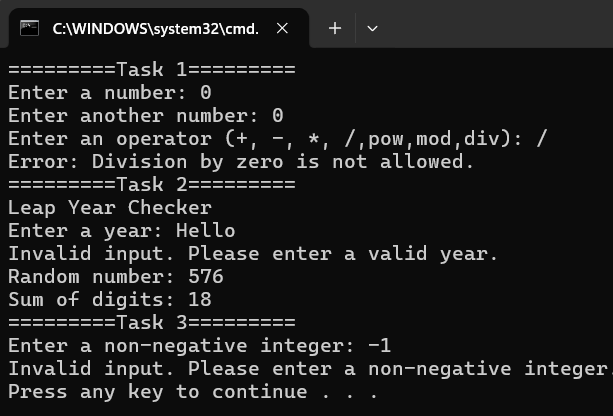 C:\WINDOWS\system32\cmd.
=========Task 1=========
Enter a number: 0
Enter another number: 0
Enter an operator (+, -, *, /,pow,mod,div): /
Error: Division by zero is not allowed.
=========Task 2=========
Leap Year Checker
Enter a year: Hello
Invalid input. Please enter a valid year.
Random number: 576
Sum of digits: 18
=========Task 3=========
Enter a non-negative integer: -1
Invalid input. Please enter a non-negative integer.
Press any key to continue . . .